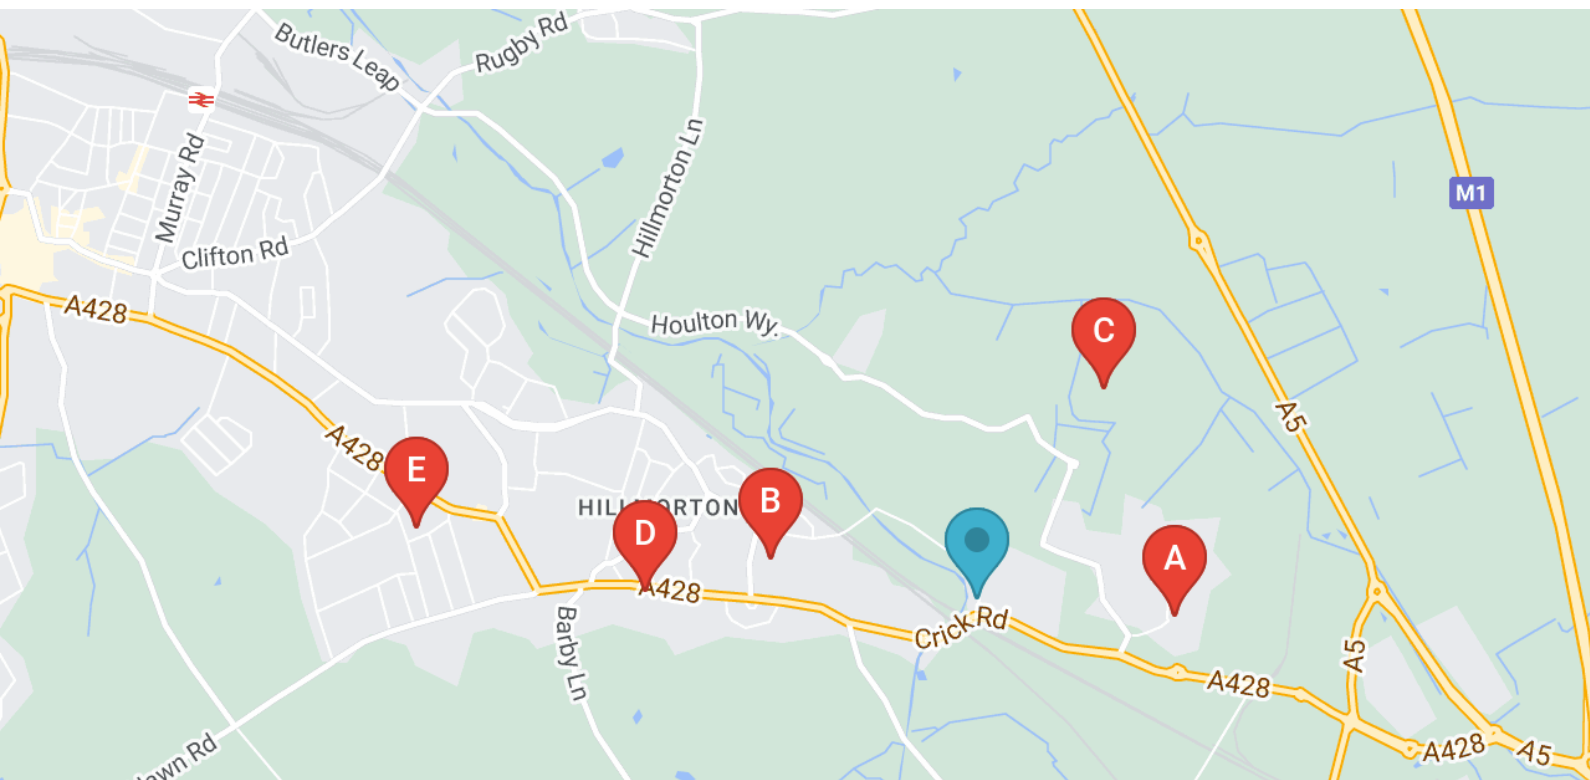 Butlers Leap
Rugby Rd
Murray Rd
Hillmorton Ln
M1
Clifton Rd
A428
Houlton Wy.
C
A5
A428
E
HILLMORTON
B
D
A
A428
Crick Rd
Barby Ln
A5
A428
A428
A5